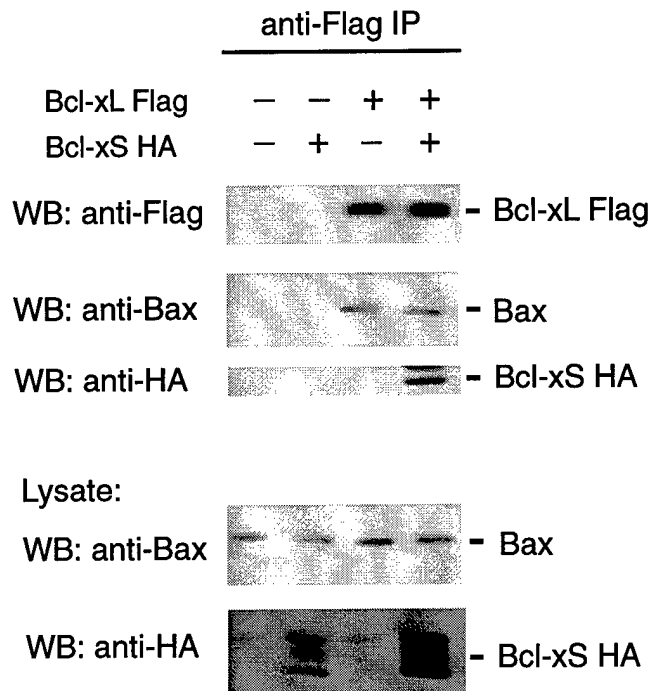 anti-Flag IP
Bcl-xL Flag – – + +
Bcl-xS HA – + – +
WB: anti-Flag - Bcl-xL Flag
WB: anti-Bax - Bax
WB: anti-HA - Bcl-xS HA
Lysate:
WB: anti-Bax - Bax
WB: anti-HA - Bcl-xS HA